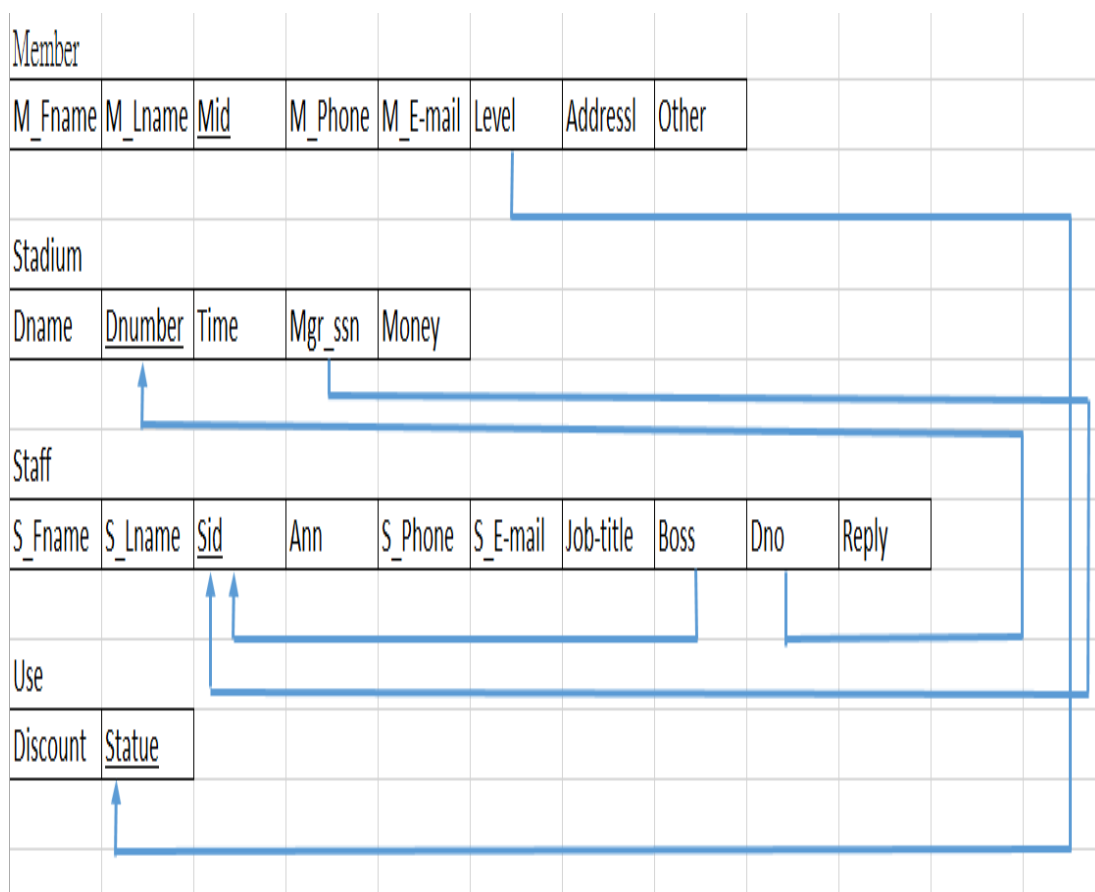 Member
M_Fname M_Lname Mid M_Phone M_E-mail Level Addressl Other
Stadium
Dname Dnumber Time Mgr_ssn Money
Staff
S_Fname S_Lname Sid Ann S_Phone S_E-mail Job-title Boss Dno Reply
Use
Discount Statue